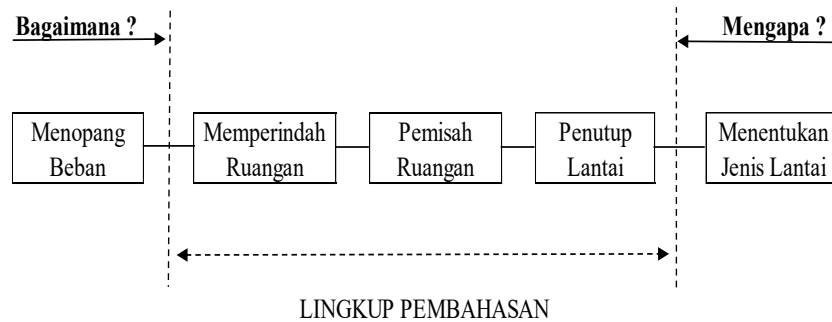 Bagaimana ?
Mengapa ?
Menopang
Beban
Memperindah
Ruangan
Pemisah
Ruangan
Penutup
Lantai
Menentukan
Jenis Lantai
LINGKUP PEMBAHASAN